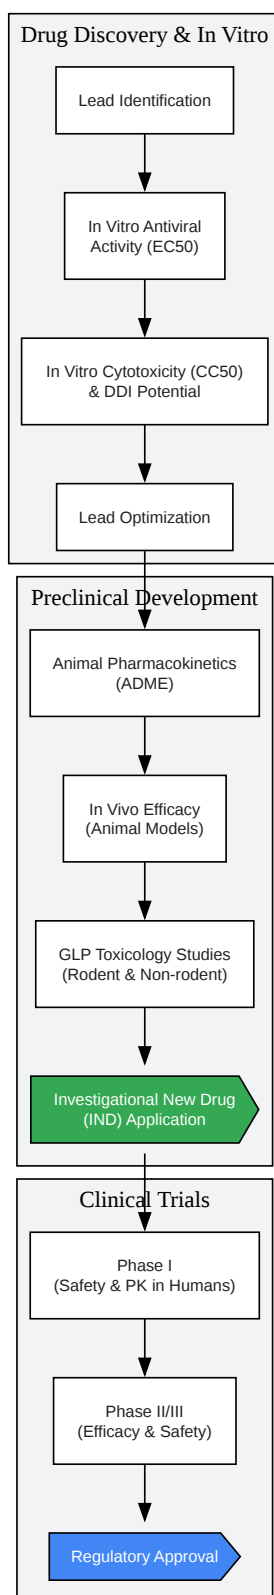 Drug Discovery & In Vitro
Lead Identification
In Vitro Antiviral
Activity (EC50)
In Vitro Cytotoxicity (CC50)
& DDI Potential
Lead Optimization
Preclinical Development
Animal Pharmacokinetics
(ADME)
In Vivo Efficacy
(Animal Models)
GLP Toxicology Studies
(Rodent & Non-rodent)
Investigational New Drug
(IND) Application
Clinical Trials
Phase I
(Safety & PK in Humans)
Phase II/III
(Efficacy & Safety)
Regulatory Approval